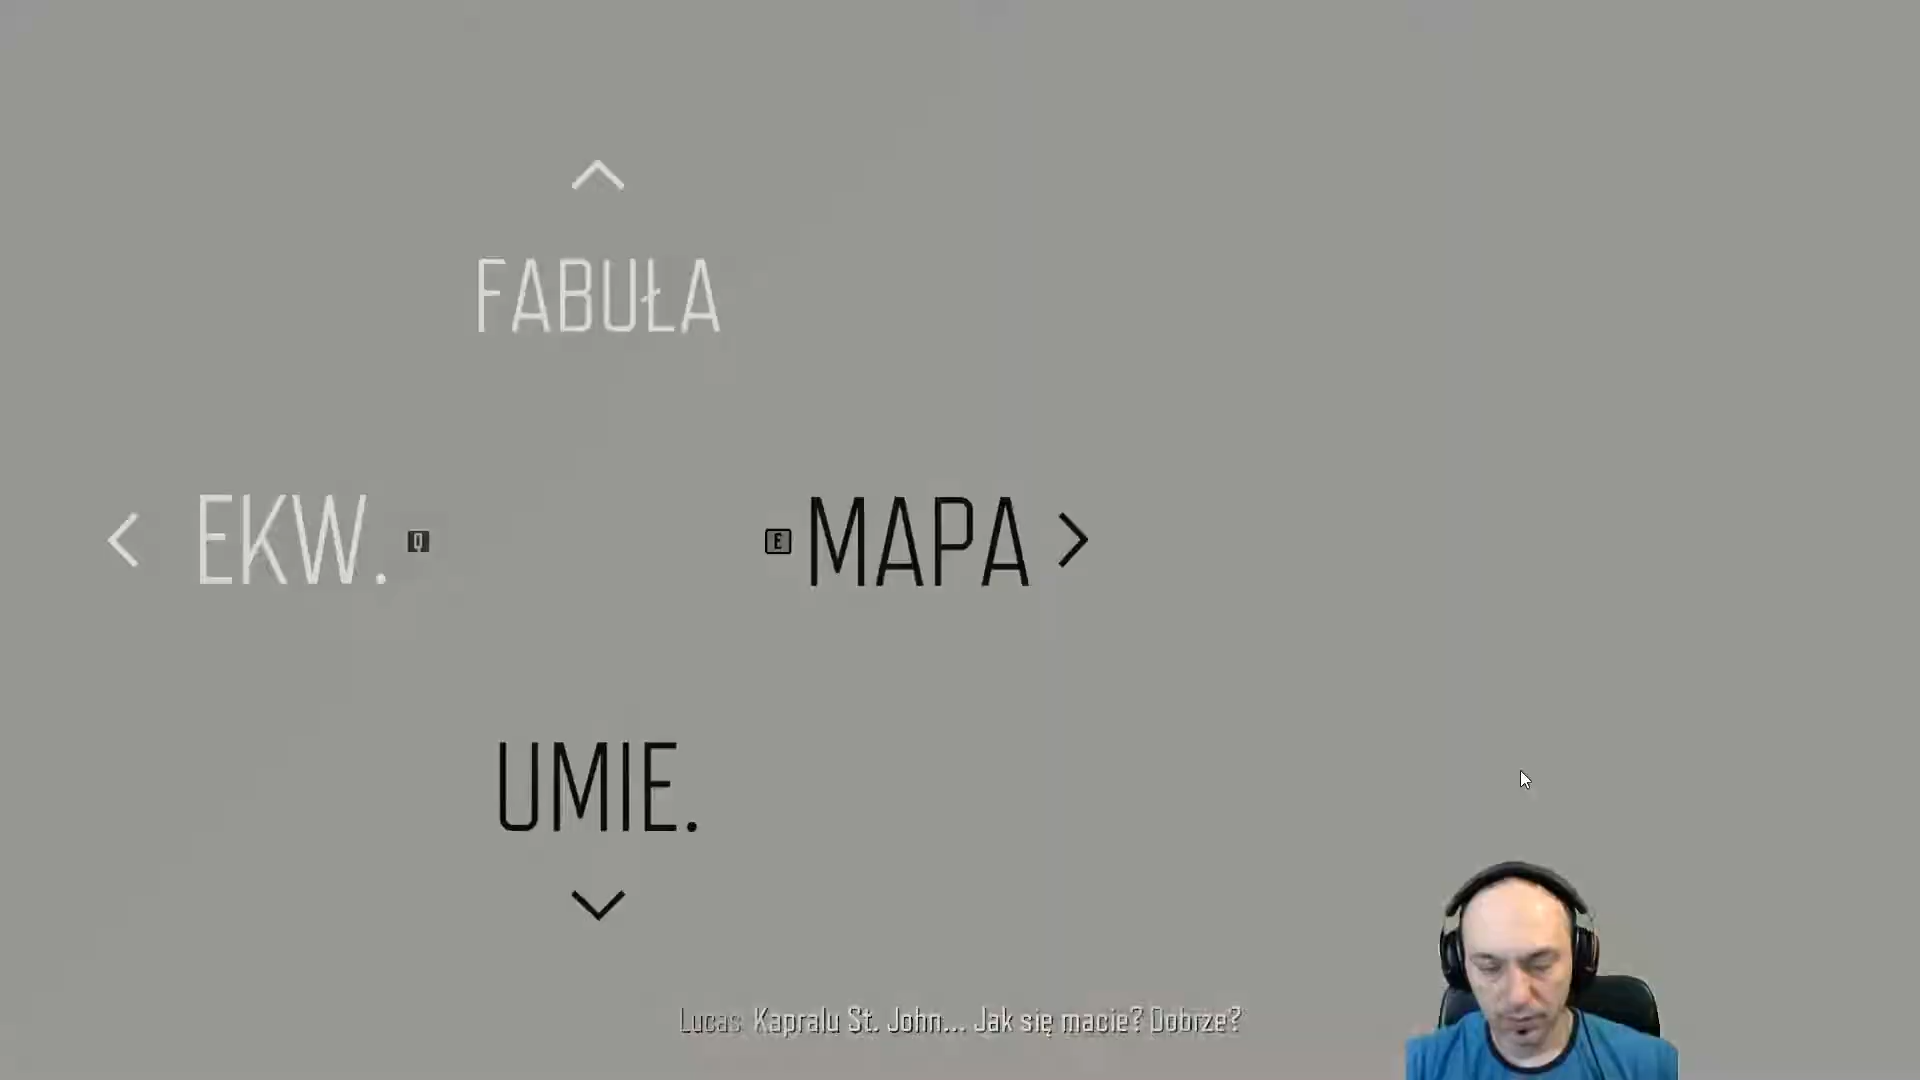 FABUŁA
EKW. Q
E MAPA
UMIE.
Lucas: Kapralu St. John... Jak się macie? Dobrze?